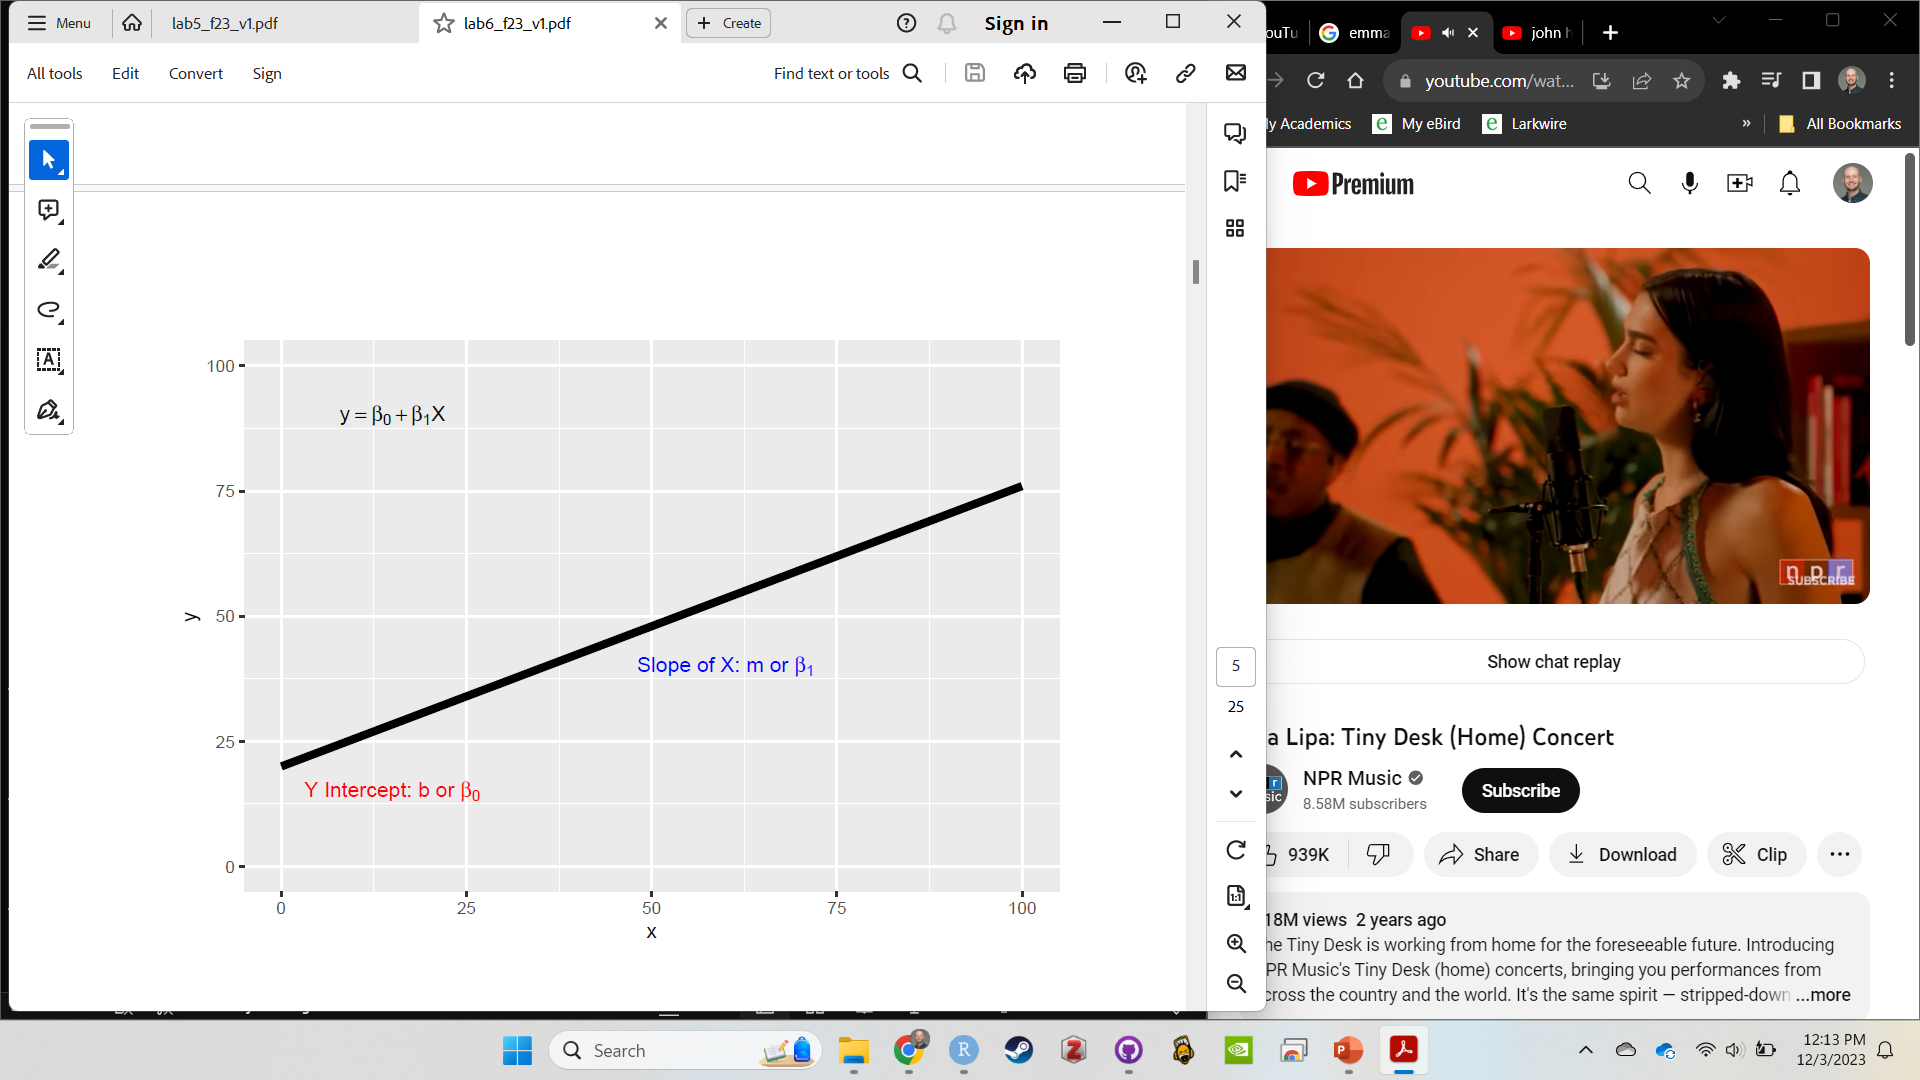 Menu
lab5_f23_v1.pdf
lab6_f23_v1.pdf
+ Create
Sign in
All tools
Edit
Convert
Sign
Find text or tools
100
75
50
25
0
y
y = β0 + β1X
Slope of X: m or β1
Y Intercept: b or β0
0
25
50
75
100
x
5
25
1:1
emma
john h
youtube.com/wat...
My Academics
My eBird
Larkwire
»
All Bookmarks
Premium
npr
SUBSCRIBE
Show chat replay
a Lipa: Tiny Desk (Home) Concert
NPR Music
8.58M subscribers
Subscribe
939K
Share
Download
Clip
18M views 2 years ago
he Tiny Desk is working from home for the foreseeable future. Introducing
PR Music's Tiny Desk (home) concerts, bringing you performances from
cross the country and the world. It's the same spirit — stripped-down ...more
Search
12:13 PM
12/3/2023